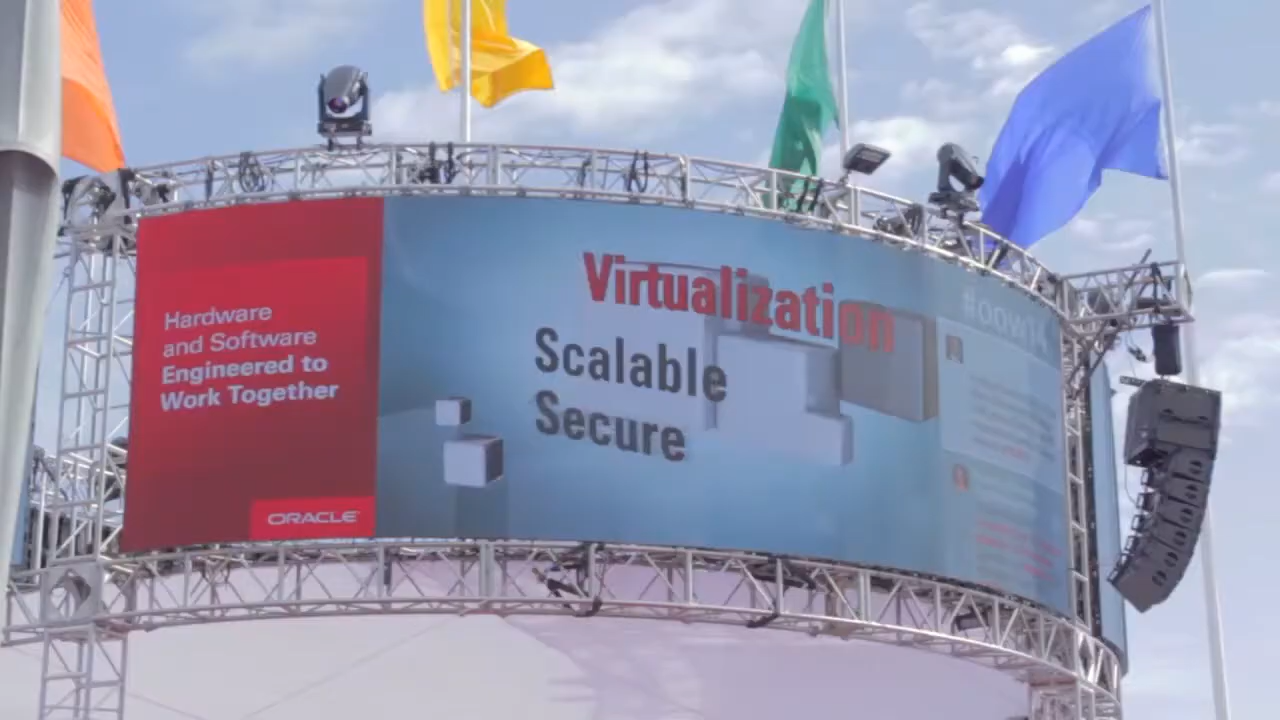 Hardware
and Software
Engineered to
Work Together
ORACLE
Virtualization
Scalable
Secure
#oow14